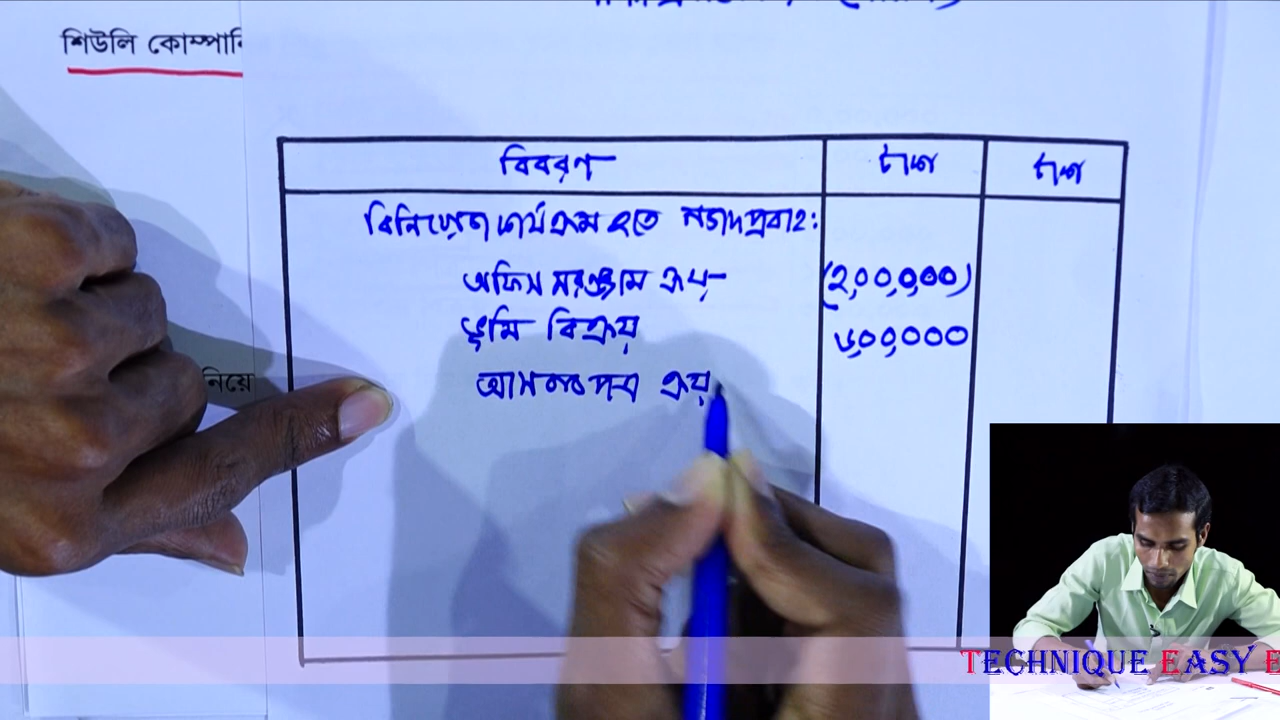 শিউলি কোম্পানি
বিবরণ টাকা টাকা
বিনিয়োগ কার্যক্রম হতে নগদপ্রবাহ:
অফিস সরঞ্জাম ক্রয় (২,০০,০০০)
ভূমি বিক্রয় ৬,০০,০০০
আসবাবপত্র ক্রয়
নিয়ে
TECHNIQUE EASY E